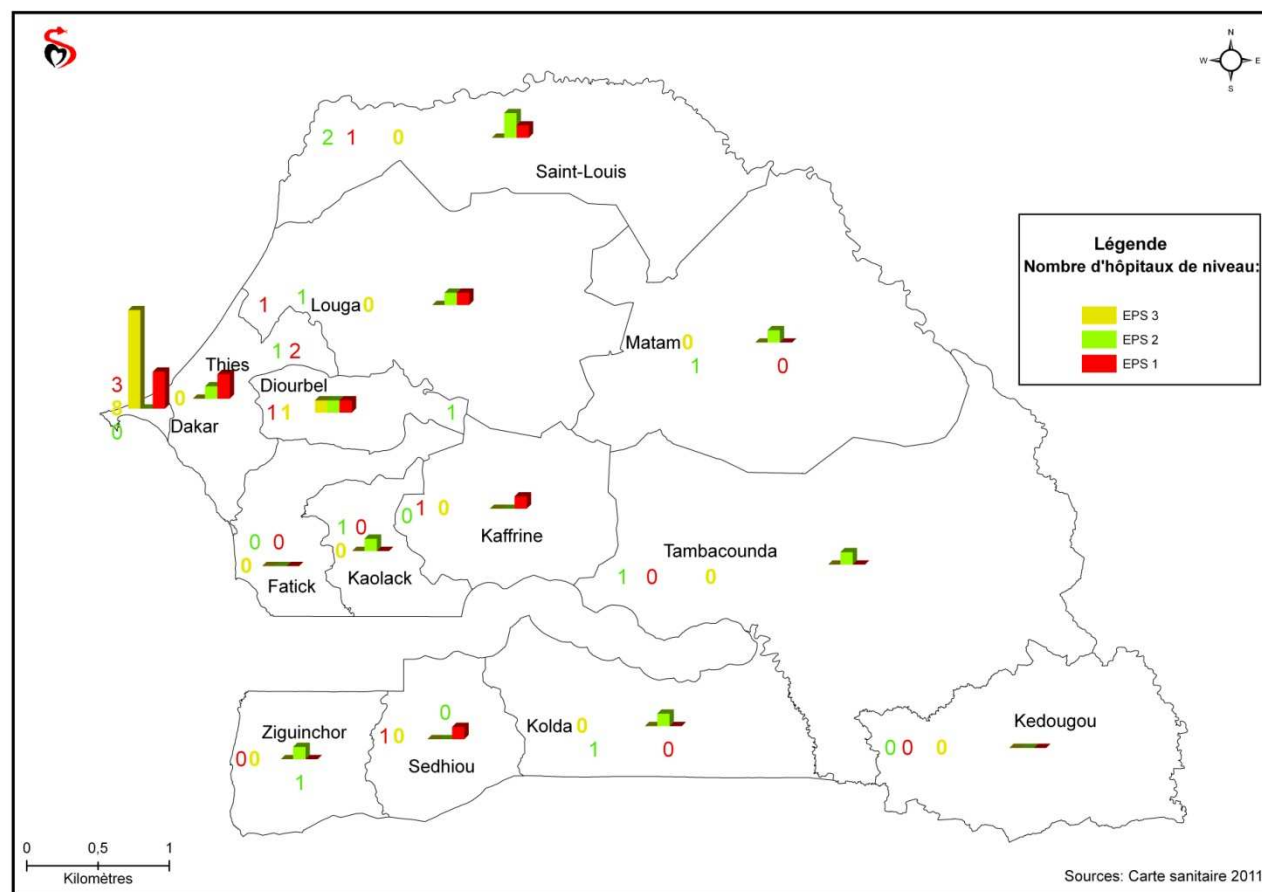 N
W E
S
2 1 0
Saint-Louis
Légende
Nombre d'hôpitaux de niveau:
EPS 3
EPS 2
EPS 1
1 1
Louga 0
Matam 0
1 0
1 2
Thies
Diourbel
3
8
0
0
Dakar
1 1
1
0 1 0
Kaffrine
1 0
0
Kaolack
0 0
0
Fatick
Tambacounda
1 0 0
Ziguinchor
0 0
1
0
1 0
Sedhiou
Kolda 0
1 0
Kedougou
0 0 0
0 0,5 1
Kilomètres
Sources: Carte sanitaire 2011